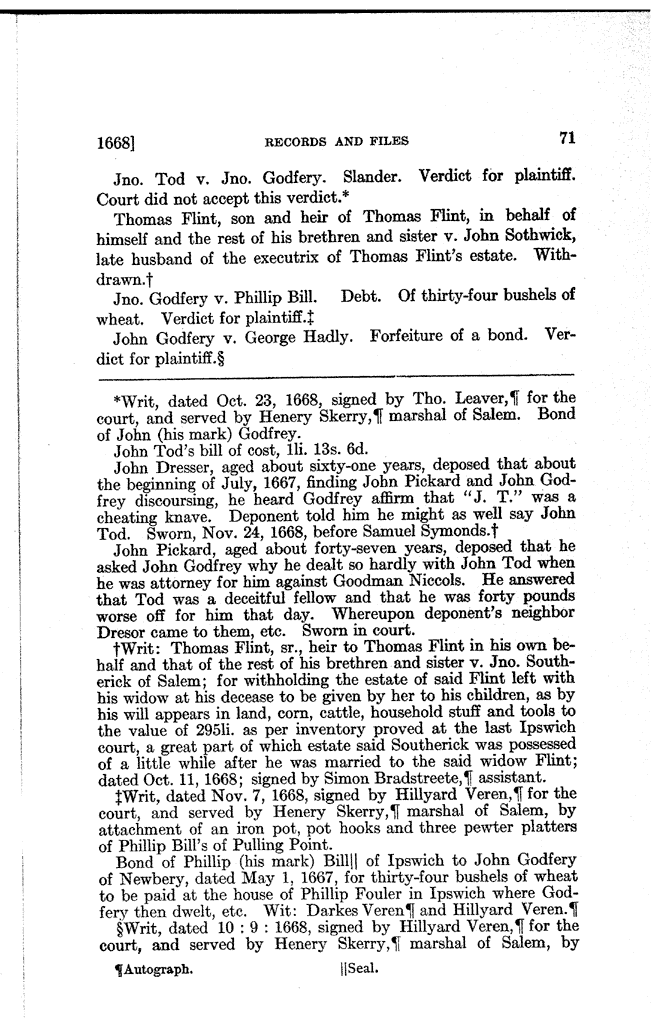 1668] RECORDS AND FILES 71
Jno. Tod v. Jno. Godfery. Slander. Verdict for plaintiff.
Court did not accept this verdict.*
Thomas Flint, son and heir of Thomas Flint, in behalf of
himself and the rest of his brethren and sister v. John Sothwick,
late husband of the executrix of Thomas Flint's estate. With-
drawn.†
Jno. Godfery v. Phillip Bill. Debt. Of thirty-four bushels of
wheat. Verdict for plaintiff.‡
John Godfery v. George Hadly. Forfeiture of a bond. Ver-
dict for plaintiff.§
*Writ, dated Oct. 23, 1668, signed by Tho. Leaver,¶ for the
court, and served by Henery Skerry,¶ marshal of Salem. Bond
of John (his mark) Godfrey.
John Tod's bill of cost, 1li. 13s. 6d.
John Dresser, aged about sixty-one years, deposed that about
the beginning of July, 1667, finding John Pickard and John God-
frey discoursing, he heard Godfrey affirm that "J. T." was a
cheating knave. Deponent told him he might as well say John
Tod. Sworn, Nov. 24, 1668, before Samuel Symonds.†
John Pickard, aged about forty-seven years, deposed that he
asked John Godfrey why he dealt so hardly with John Tod when
he was attorney for him against Goodman Niccols. He answered
that Tod was a deceitful fellow and that he was forty pounds
worse off for him that day. Whereupon deponent's neighbor
Dresor came to them, etc. Sworn in court.
†Writ: Thomas Flint, sr., heir to Thomas Flint in his own be-
half and that of the rest of his brethren and sister v. Jno. South-
erick of Salem; for withholding the estate of said Flint left with
his widow at his decease to be given by her to his children, as by
his will appears in land, corn, cattle, household stuff and tools to
the value of 295li. as per inventory proved at the last Ipswich
court, a great part of which estate said Southerick was possessed
of a little while after he was married to the said widow Flint;
dated Oct. 11, 1668; signed by Simon Bradstreete,¶ assistant.
‡Writ, dated Nov. 7, 1668, signed by Hillyard Veren,¶ for the
court, and served by Henery Skerry,¶ marshal of Salem, by
attachment of an iron pot, pot hooks and three pewter platters
of Phillip Bill's of Pulling Point.
Bond of Phillip (his mark) Bill|| of Ipswich to John Godfery
of Newbery, dated May 1, 1667, for thirty-four bushels of wheat
to be paid at the house of Phillip Fouler in Ipswich where God-
fery then dwelt, etc. Wit: Darkes Veren¶ and Hillyard Veren.¶
§Writ, dated 10 : 9 : 1668, signed by Hillyard Veren,¶ for the
court, and served by Henery Skerry,¶ marshal of Salem, by
¶Autograph. ||Seal.